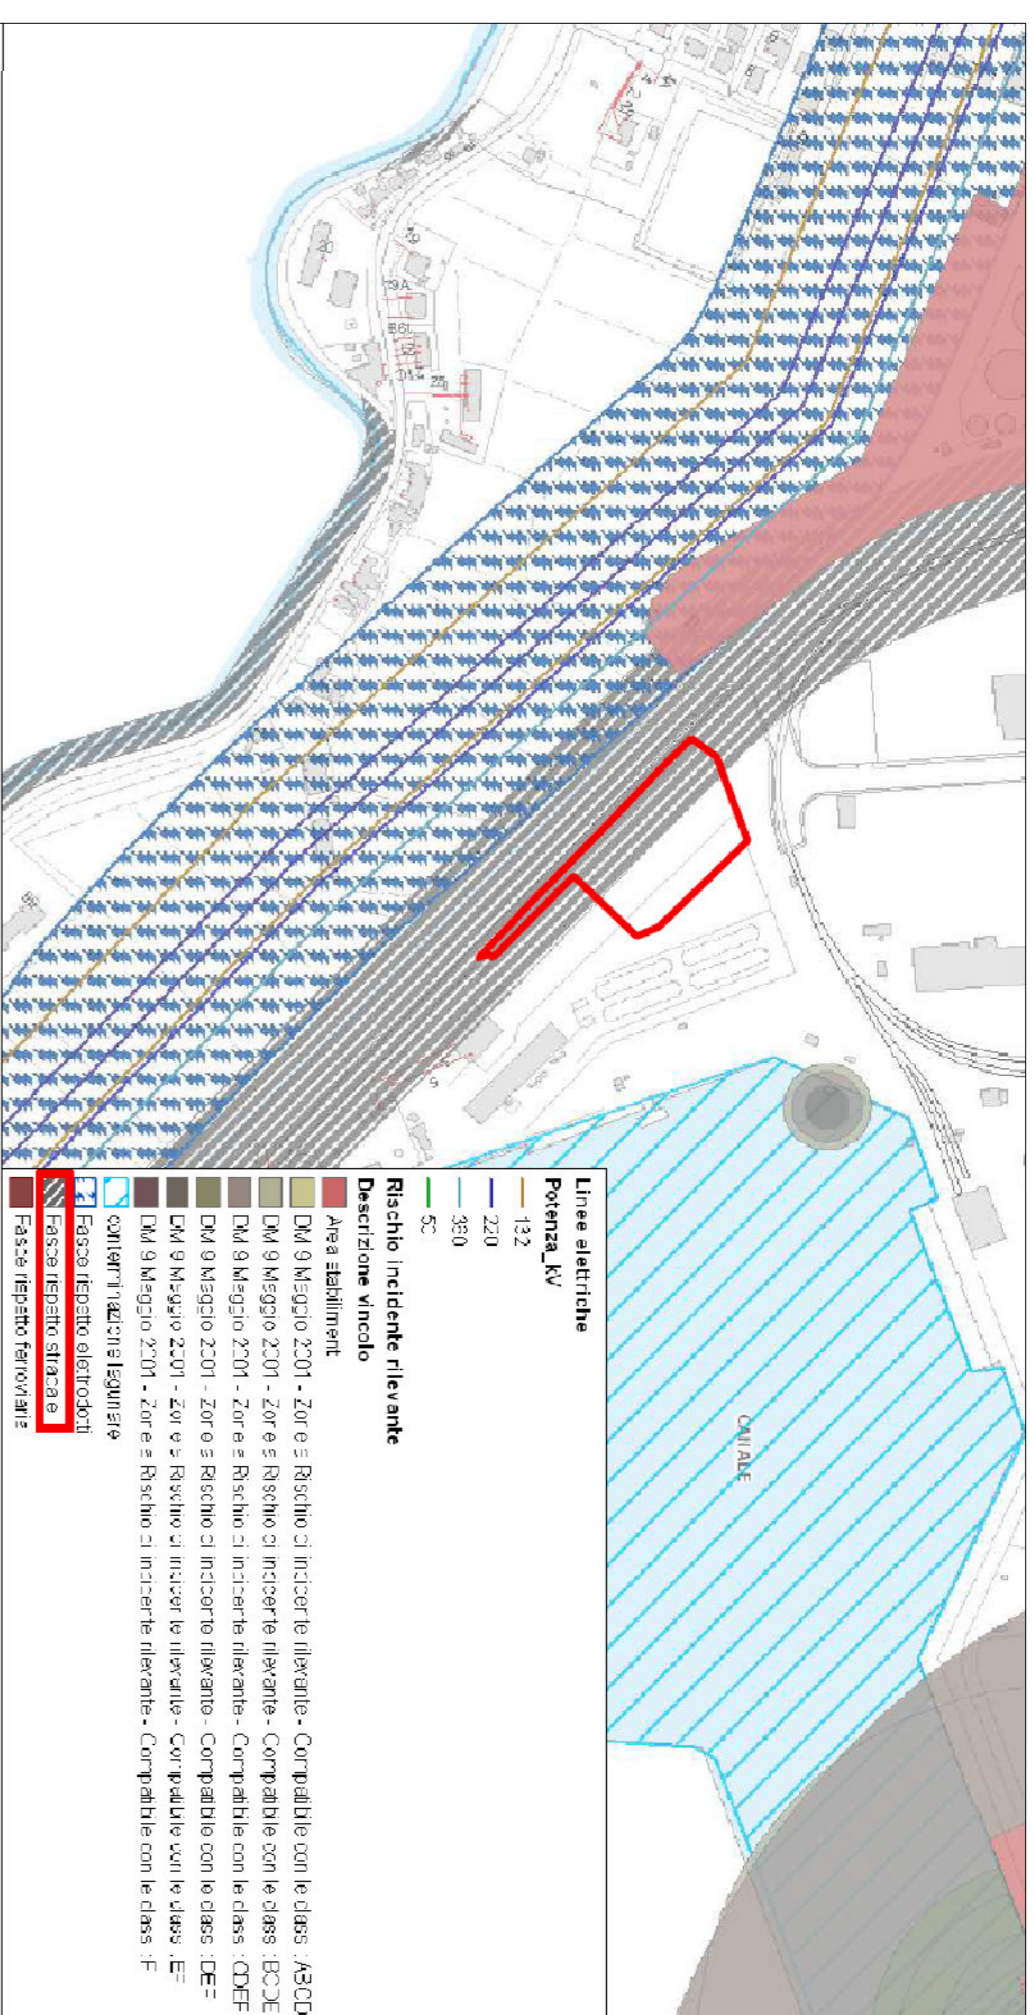 CANALE
Linee elettriche
Potenza_kV
132
220
380
50
Rischio incidente rilevante
Descrizione vincolo
Area stabilimenti
DM 9 Maggio 2001 - Zone a Rischio di incidente rilevante - Compatibile con le classi : ABCD
DM 9 Maggio 2001 - Zone a Rischio di incidente rilevante - Compatibile con le classi : BCDE
DM 9 Maggio 2001 - Zone a Rischio di incidente rilevante - Compatibile con le classi : CDEF
DM 9 Maggio 2001 - Zone a Rischio di incidente rilevante - Compatibile con le classi : DEF
DM 9 Maggio 2001 - Zone a Rischio di incidente rilevante - Compatibile con le classi : EF
DM 9 Maggio 2001 - Zone a Rischio di incidente rilevante - Compatibile con le classi : F
conterminazione lagunare
Fasce rispetto elettrodotti
Fasce rispetto stradale
Fasce rispetto ferroviarie